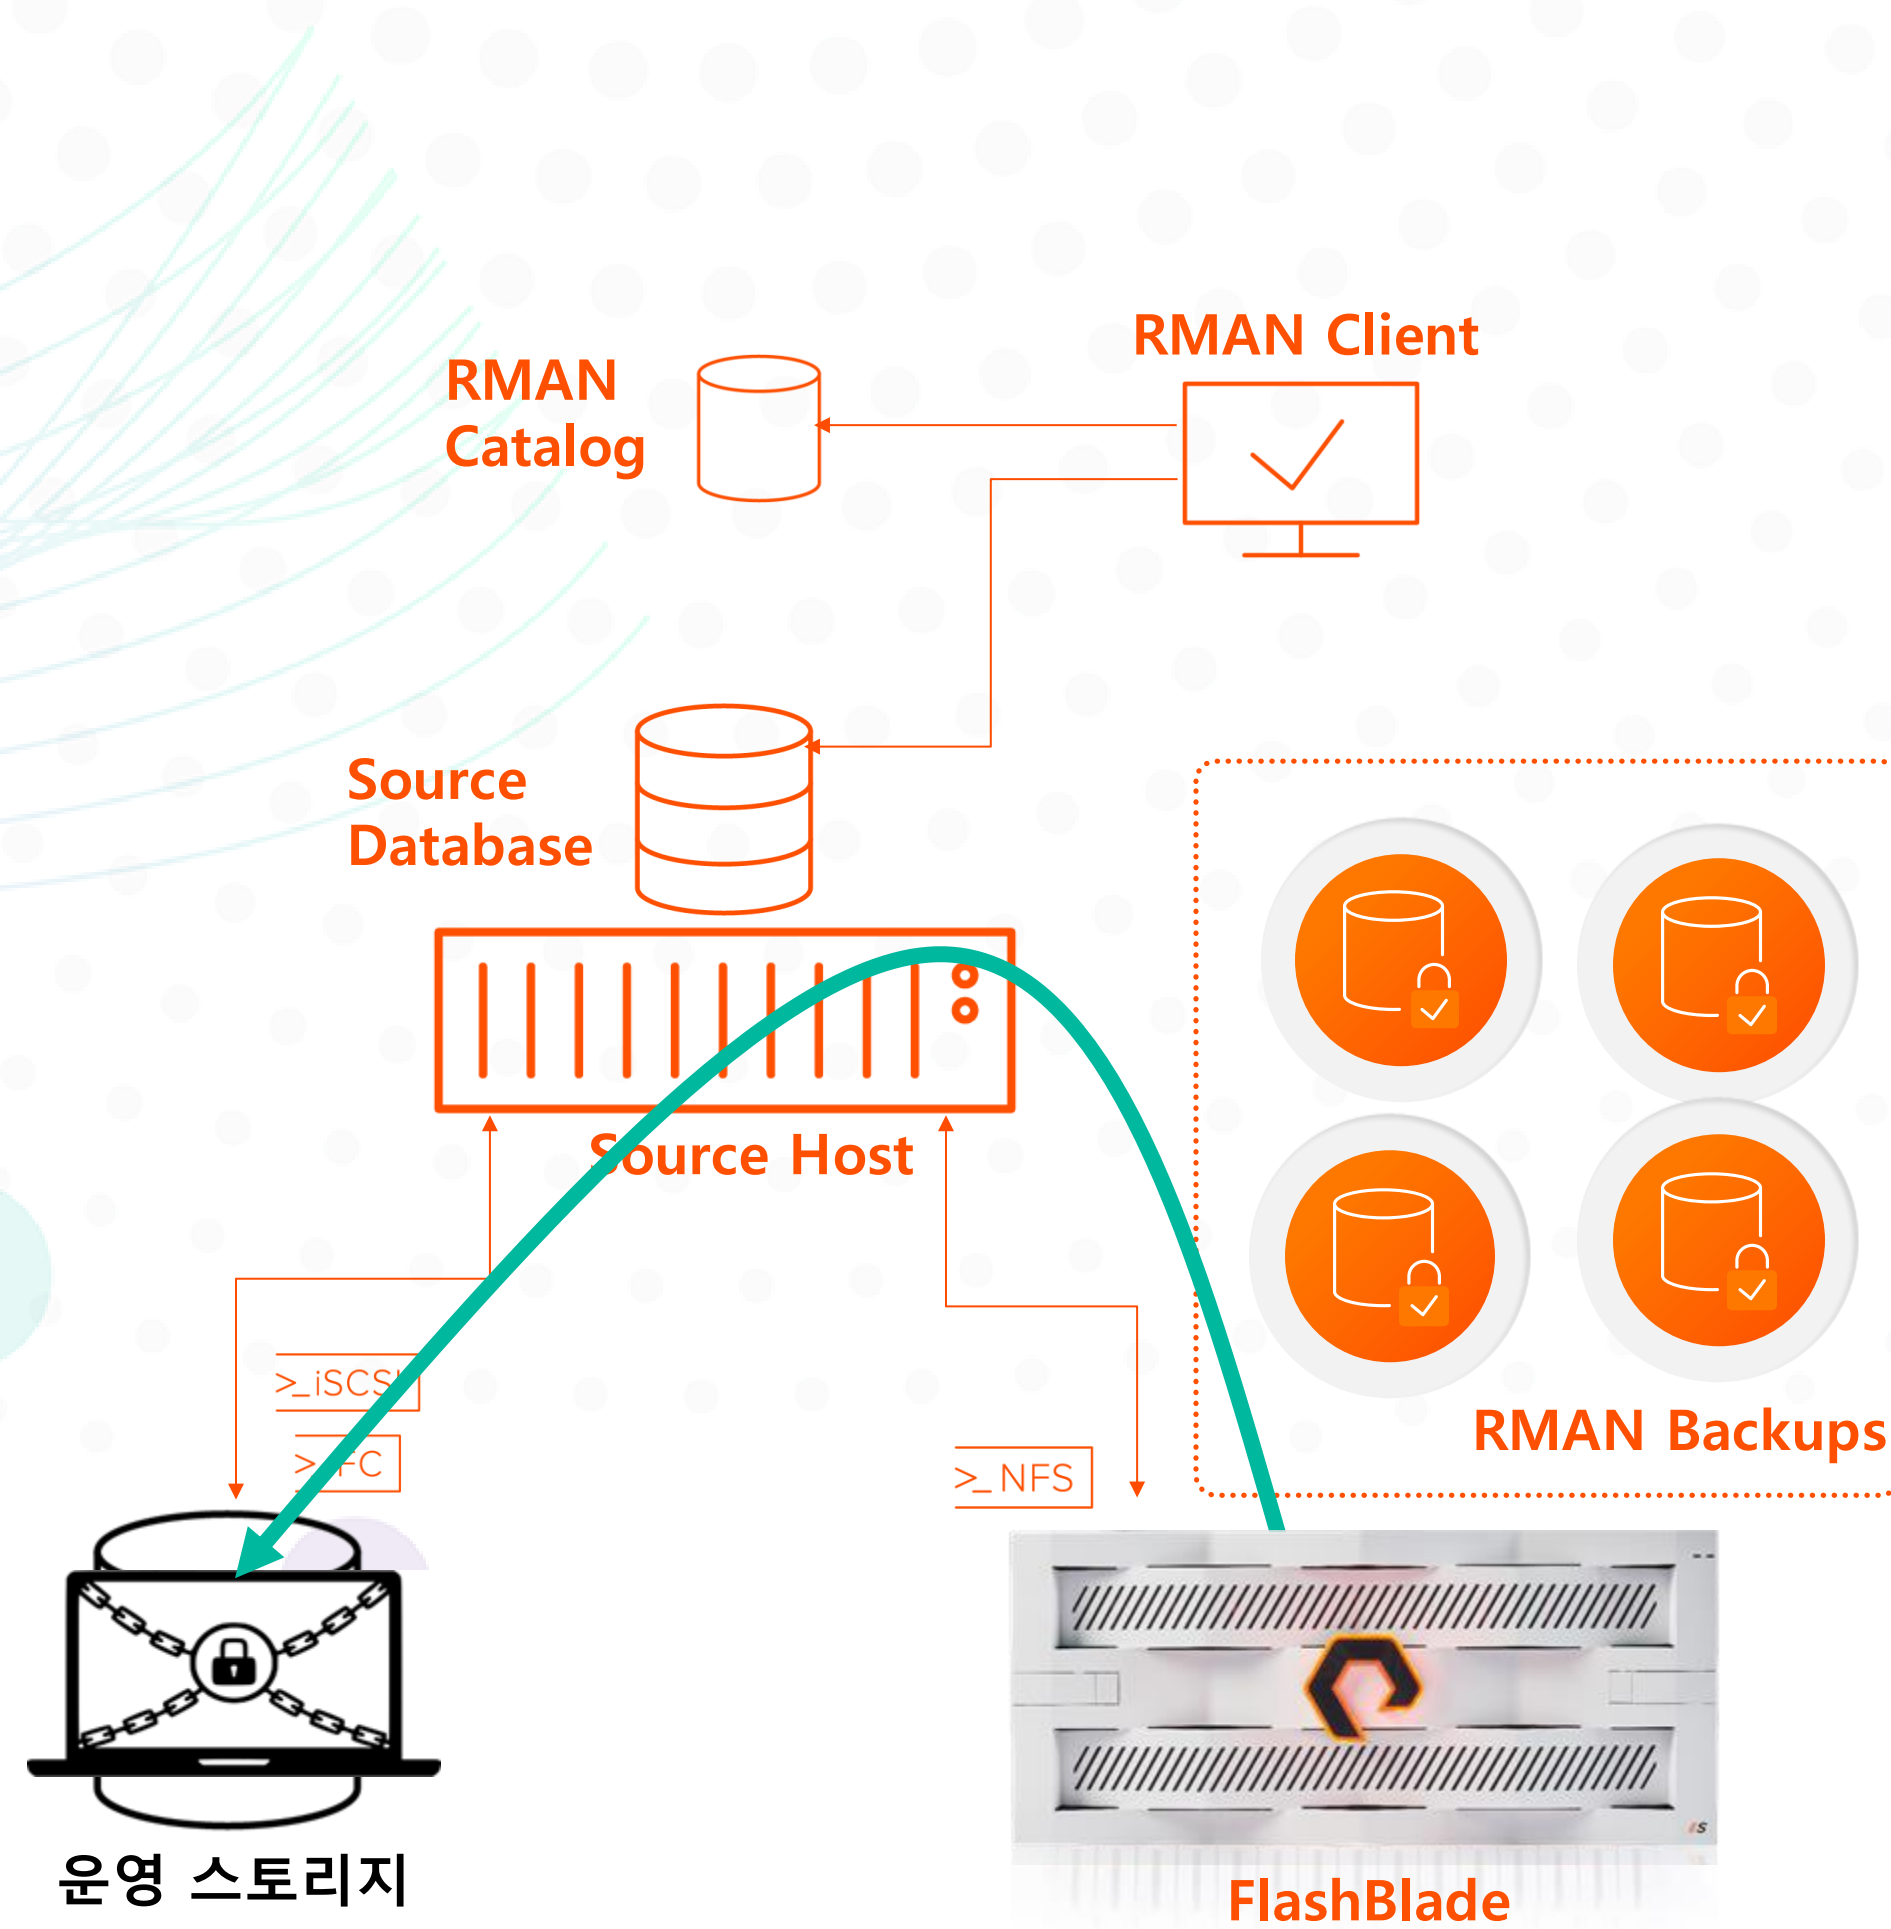 RMAN Client
RMAN
Catalog
Source
Database
Source Host
>_iSCSI
>_FC
>_NFS
RMAN Backups
운영 스토리지
FlashBlade
//S